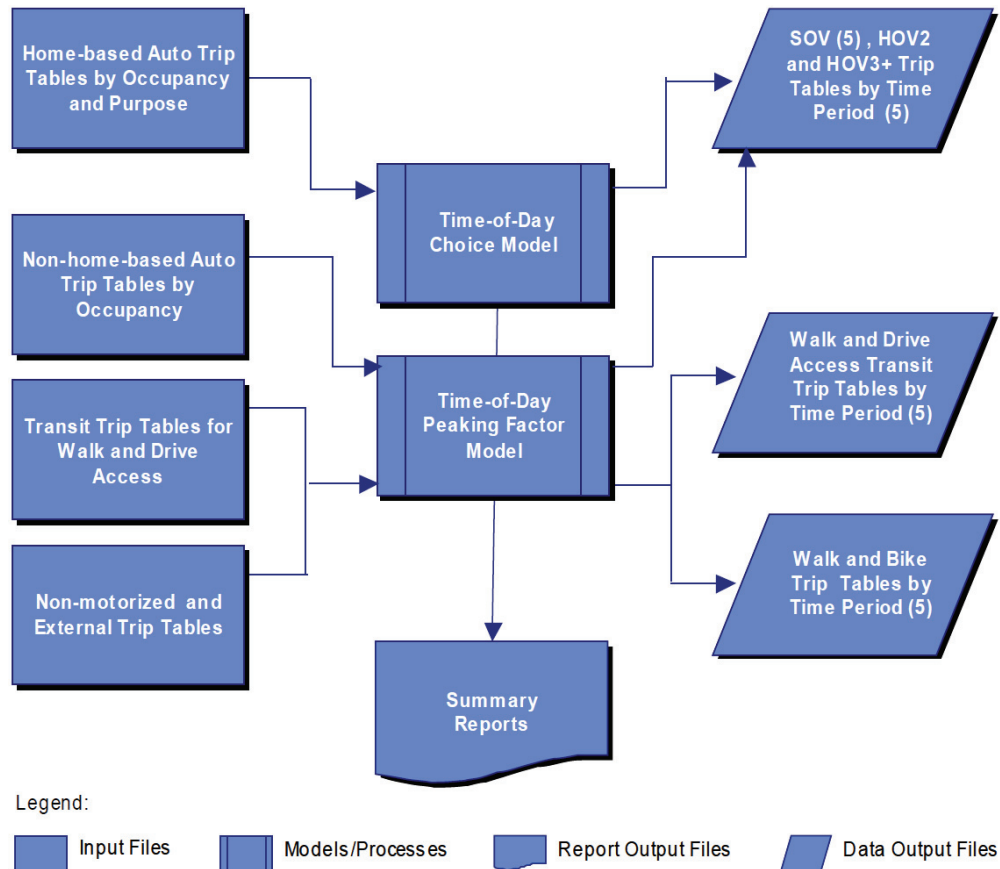 Home-based Auto Trip
Tables by Occupancy
and Purpose
Non-home-based Auto
Trip Tables by
Occupancy
Transit Trip Tables for
Walk and Drive
Access
Non-motorized and
External Trip Tables
Time-of-Day
Choice Model
Time-of-Day
Peaking Factor
Model
Summary
Reports
SOV (5) , HOV2
and HOV3+ Trip
Tables by Time
Period (5)
Walk and Drive
Access Transit
Trip Tables by
Time Period (5)
Walk and Bike
Trip Tables by
Time Period (5)
Legend:
Input Files
Models/Processes
Report Output Files
Data Output Files